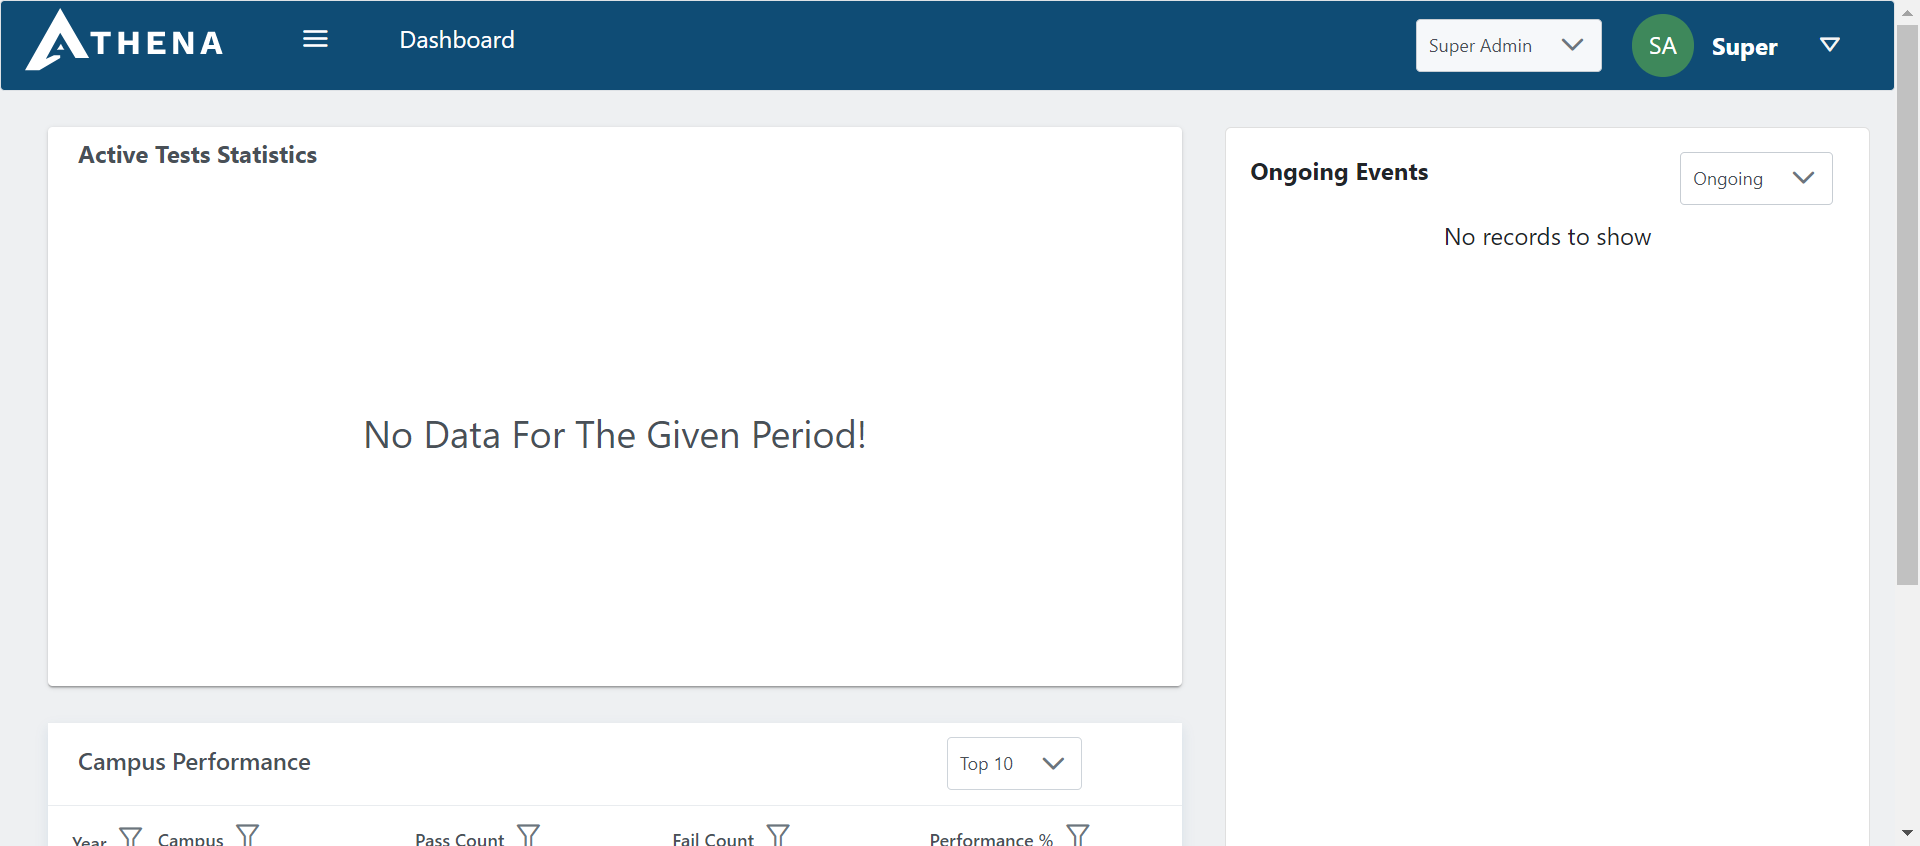 ATHENA
Dashboard
Super Admin
SA
Super
Active Tests Statistics
No Data For The Given Period!
Ongoing Events
Ongoing
No records to show
Campus Performance
Top 10
Year Campus Pass Count Fail Count Performance %